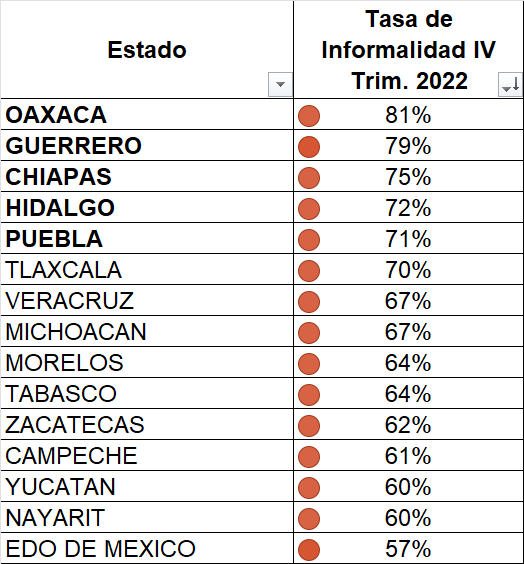 Estado
Tasa de
Informalidad IV
Trim. 2022
OAXACA 81%
GUERRERO 79%
CHIAPAS 75%
HIDALGO 72%
PUEBLA 71%
TLAXCALA 70%
VERACRUZ 67%
MICHOACAN 67%
MORELOS 64%
TABASCO 64%
ZACATECAS 62%
CAMPECHE 61%
YUCATAN 60%
NAYARIT 60%
EDO DE MEXICO 57%